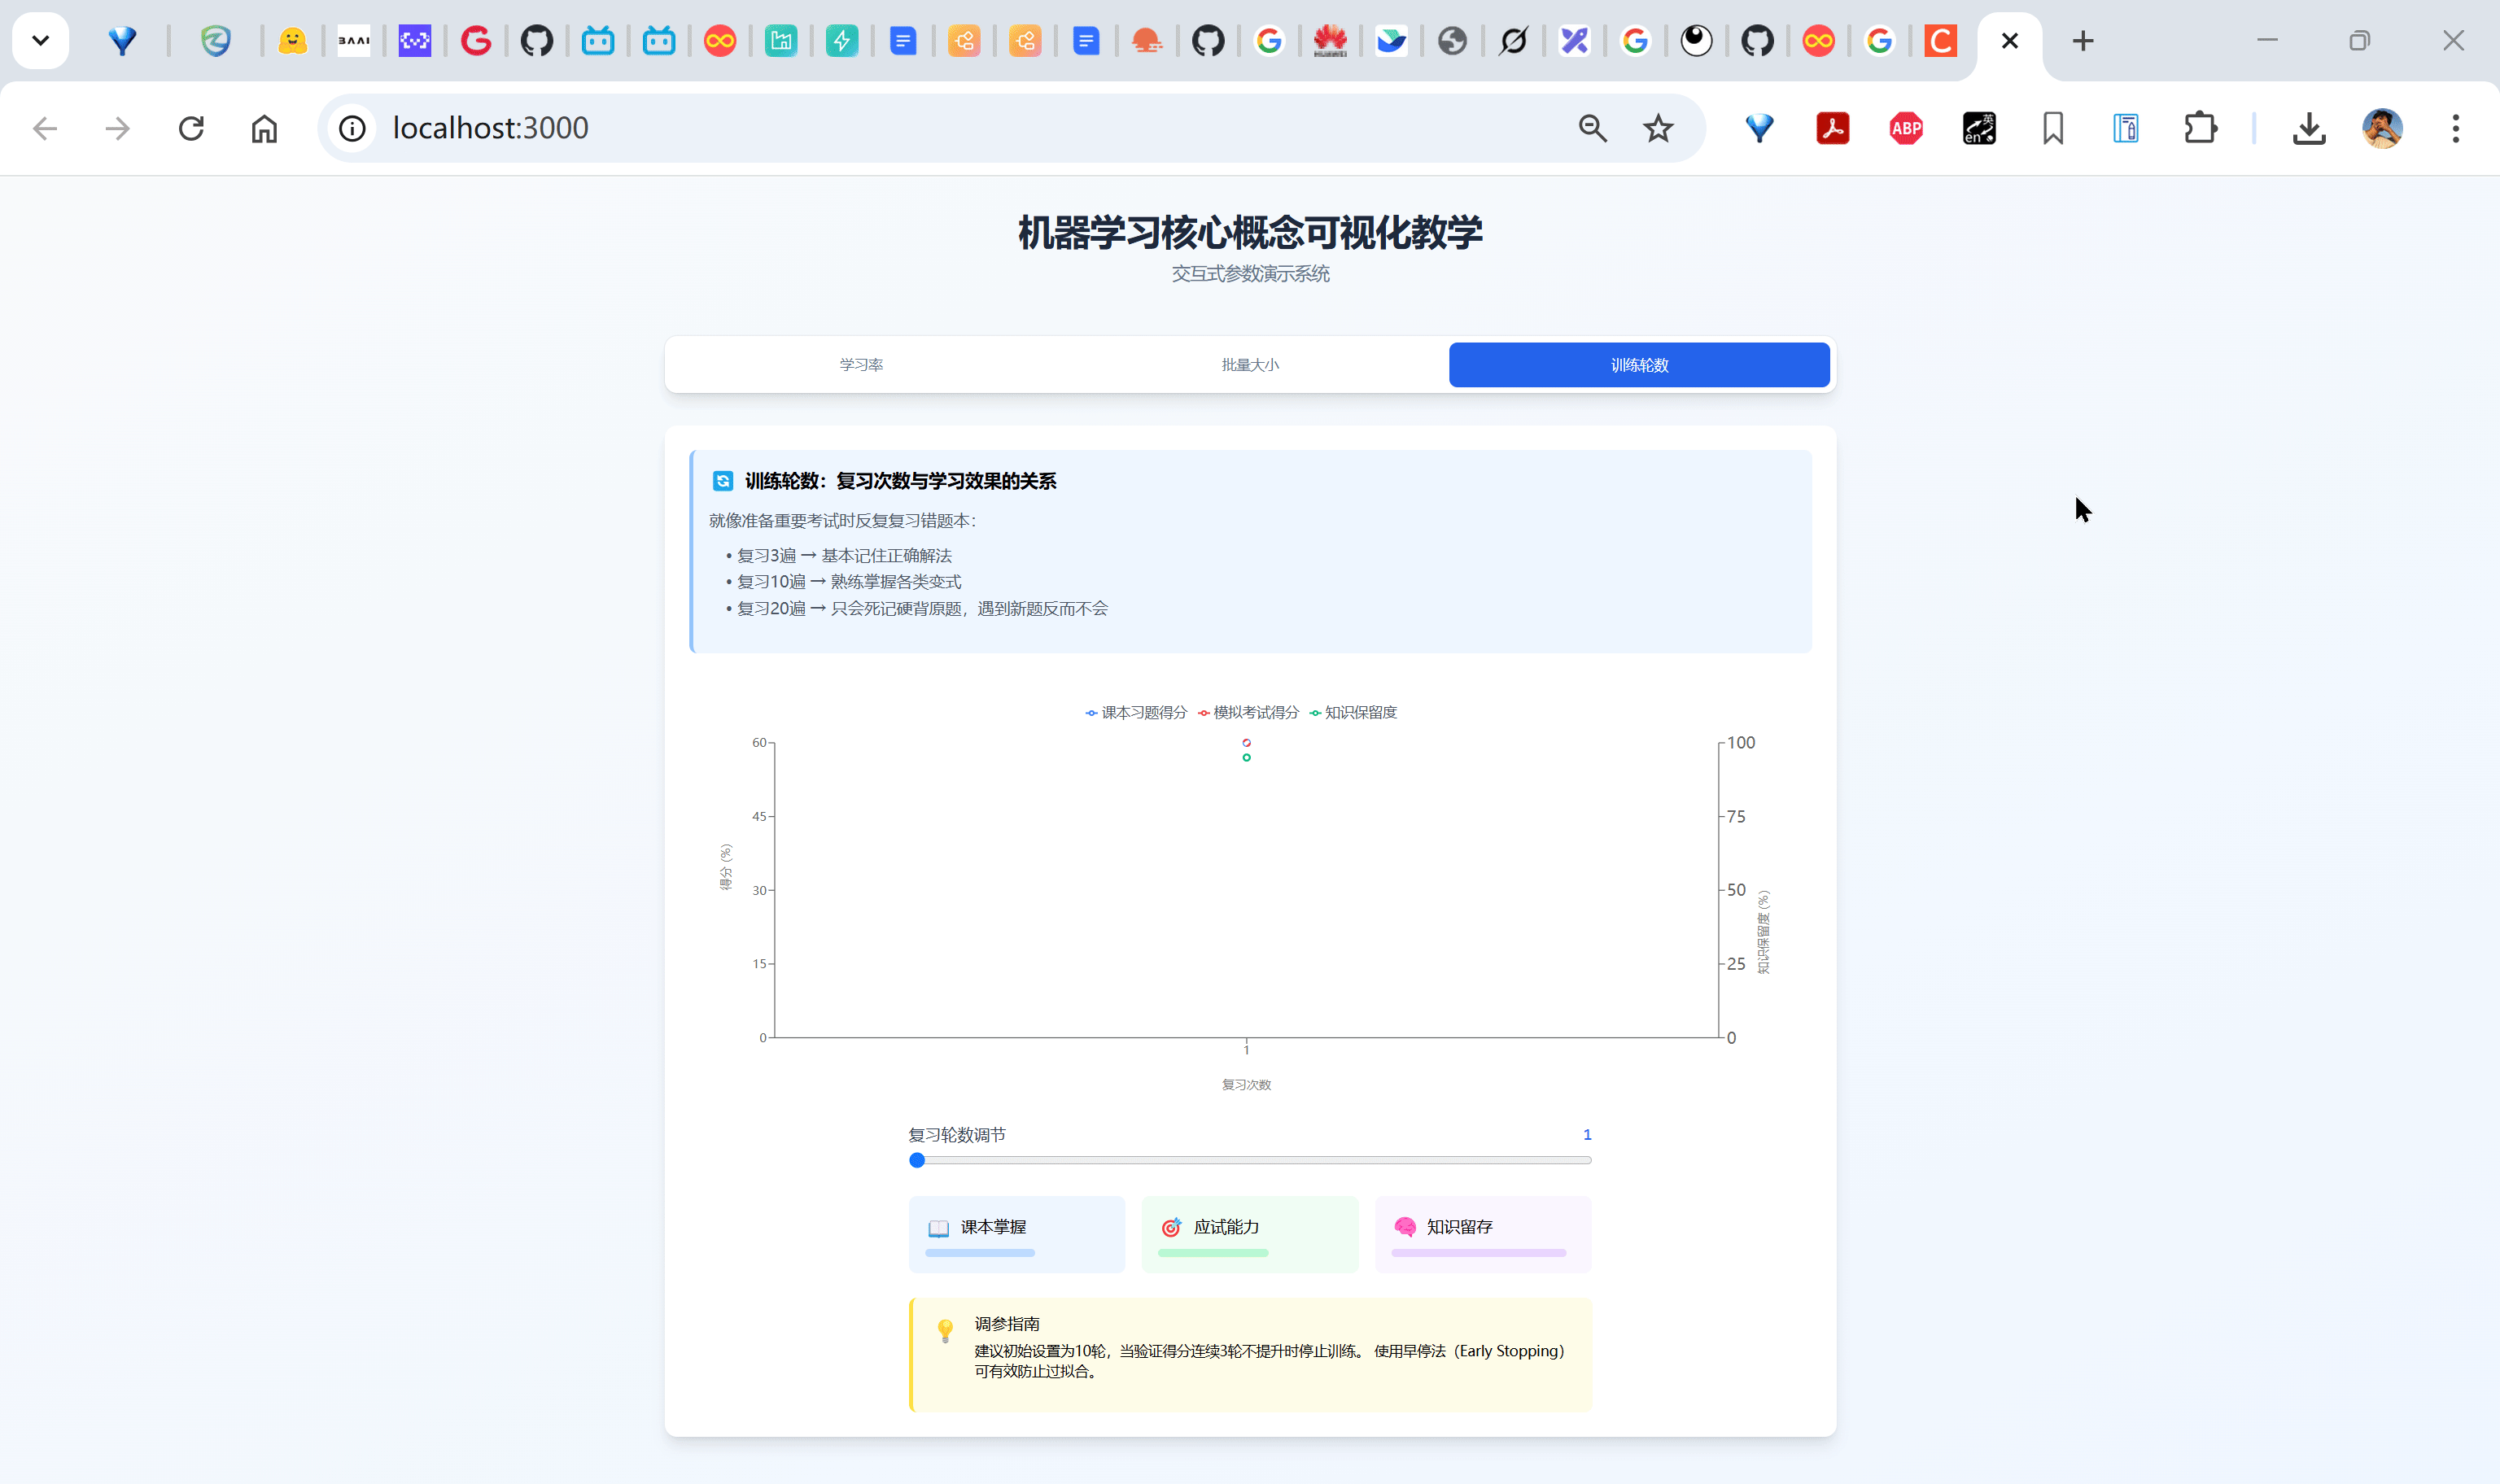 BAAI
localhost:3000
ABP
英
en
机器学习核心概念可视化教学
交互式参数演示系统
学习率
批量大小
训练轮数
训练轮数：复习次数与学习效果的关系
就像准备重要考试时反复复习错题本：
• 复习3遍 → 基本记住正确解法
• 复习10遍 → 熟练掌握各类变式
• 复习20遍 → 只会死记硬背原题，遇到新题反而不会
课本习题得分 模拟考试得分 知识保留度
60
45
30
15
0
得分 (%)
100
75
50
25
0
知识保留度 (%)
1
复习次数
复习轮数调节
1
课本掌握
应试能力
知识留存
调参指南
建议初始设置为10轮，当验证得分连续3轮不提升时停止训练。 使用早停法（Early Stopping）
可有效防止过拟合。